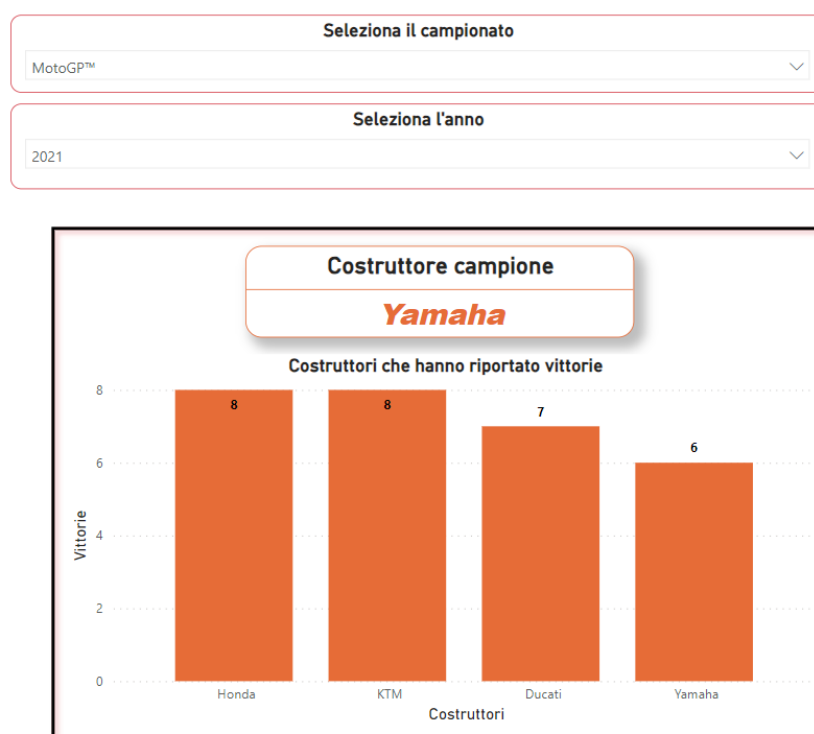 Seleziona il campionato
MotoGP™
Seleziona l'anno
2021
Costruttore campione
Yamaha
Costruttori che hanno riportato vittorie
8
8
8
7
6
6
4
2
0
Vittorie
Honda
KTM
Ducati
Yamaha
Costruttori